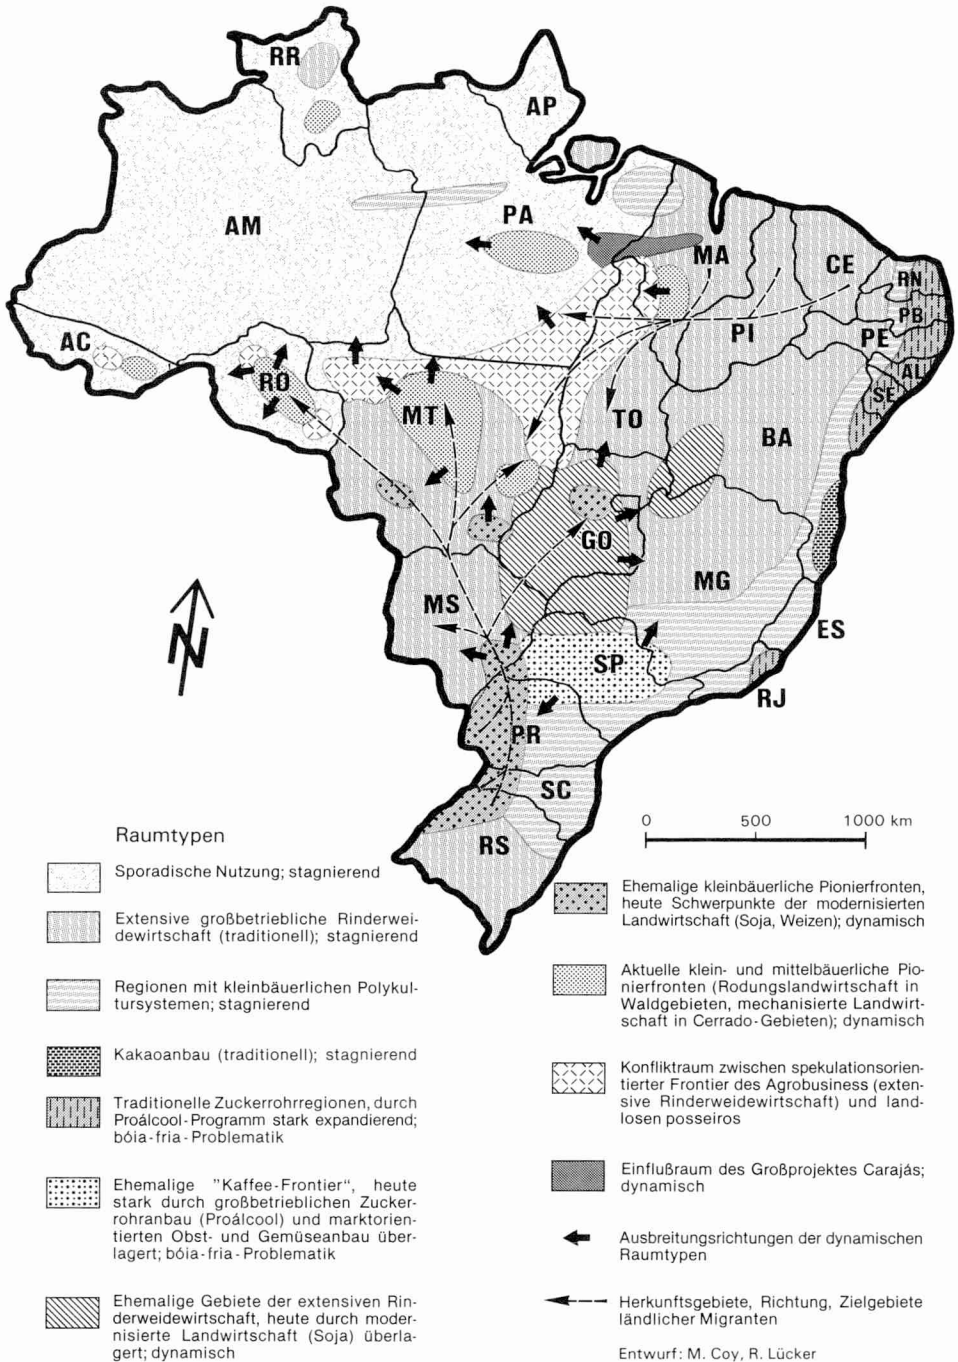 RR
AP
AM
PA
MA
CE
RN
PB
PI
PE
AC
AL
RO
SE
MT
TO
BA
GO
MG
MS
ES
SP
RJ
N
PR
SC
RS
0 500 1000 km
Raumtypen
Sporadische Nutzung; stagnierend
Extensive großbetriebliche Rinderwei-
dewirtschaft (traditionell); stagnierend
Regionen mit kleinbäuerlichen Polykul-
tursystemen; stagnierend
Kakaoanbau (traditionell); stagnierend
Traditionelle Zuckerrohrregionen, durch
Proálcool-Programm stark expandierend;
bóia-fria-Problematik
Ehemalige "Kaffee-Frontier“, heute
stark durch großbetrieblichen Zucker-
rohranbau (Proálcool) und marktorien-
tierten Obst- und Gemüseanbau über-
lagert; bóia-fria-Problematik
Ehemalige Gebiete der extensiven Rin-
derweidewirtschaft, heute durch moder-
nisierte Landwirtschaft (Soja) überla-
gert; dynamisch
Ehemalige kleinbäuerliche Pionierfronten,
heute Schwerpunkte der modernisierten
Landwirtschaft (Soja, Weizen); dynamisch
Aktuelle klein- und mittelbäuerliche Pio-
nierfronten (Rodungslandwirtschaft in
Waldgebieten, mechanisierte Landwirt-
schaft in Cerrado-Gebieten); dynamisch
Konfliktraum zwischen spekulationsorien-
tierter Frontier des Agrobusiness (exten-
sive Rinderweidewirtschaft) und land-
losen posseiros
Einflußraum des Großprojektes Carajás;
dynamisch
Ausbreitungsrichtungen der dynamischen
Raumtypen
Herkunftsgebiete, Richtung, Zielgebiete
ländlicher Migranten
Entwurf: M. Coy, R. Lücker